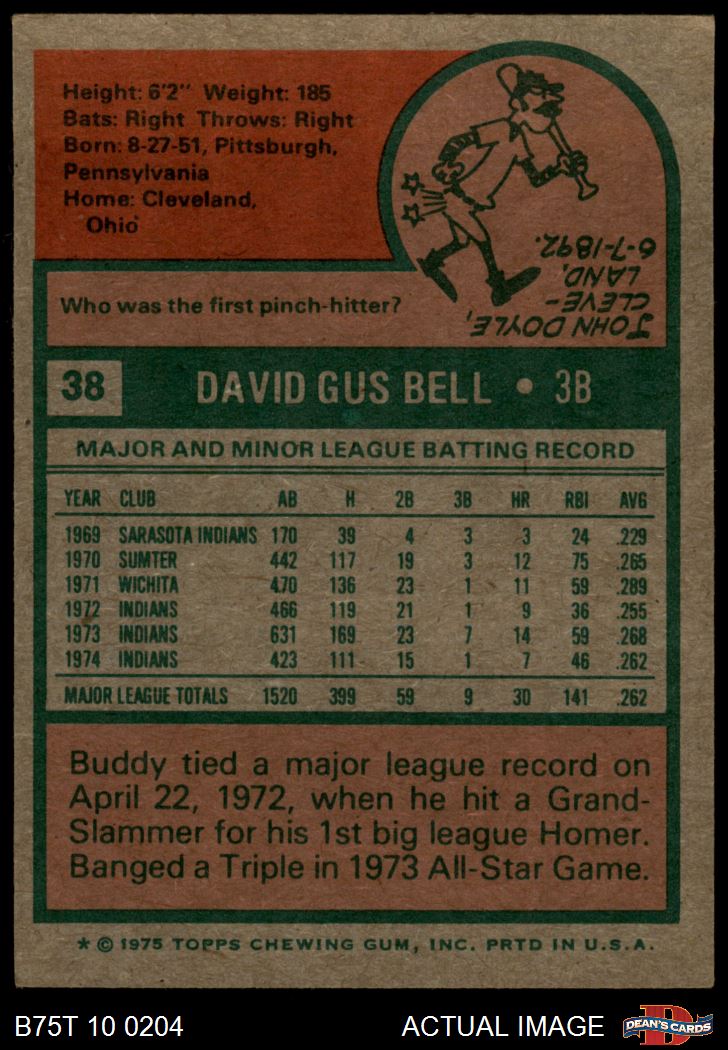 Height: 6'2" Weight: 185
Bats: Right Throws: Right
Born: 8-27-51, Pittsburgh,
Pennsylvania
Home: Cleveland,
Ohio
Who was the first pinch-hitter?
JOHN DOYLE,
CLEVE-
LAND,
6-7-1892.
38 DAVID GUS BELL • 3B
MAJOR AND MINOR LEAGUE BATTING RECORD
YEAR CLUB AB H 2B 3B HR RBI AVG
1969 SARASOTA INDIANS 170 39 4 3 3 24 .229
1970 SUMTER 442 117 19 3 12 75 .265
1971 WICHITA 470 136 23 1 11 59 .289
1972 INDIANS 466 119 21 1 9 36 .255
1973 INDIANS 631 169 23 7 14 59 .268
1974 INDIANS 423 111 15 1 7 46 .262
MAJOR LEAGUE TOTALS 1520 399 59 9 30 141 .262
Buddy tied a major league record on
April 22, 1972, when he hit a Grand-
Slammer for his 1st big league Homer.
Banged a Triple in 1973 All-Star Game.
* © 1975 TOPPS CHEWING GUM, INC. PRTD IN U.S.A.
B75T 10 0204 ACTUAL IMAGE
D
DEAN'S CARDS